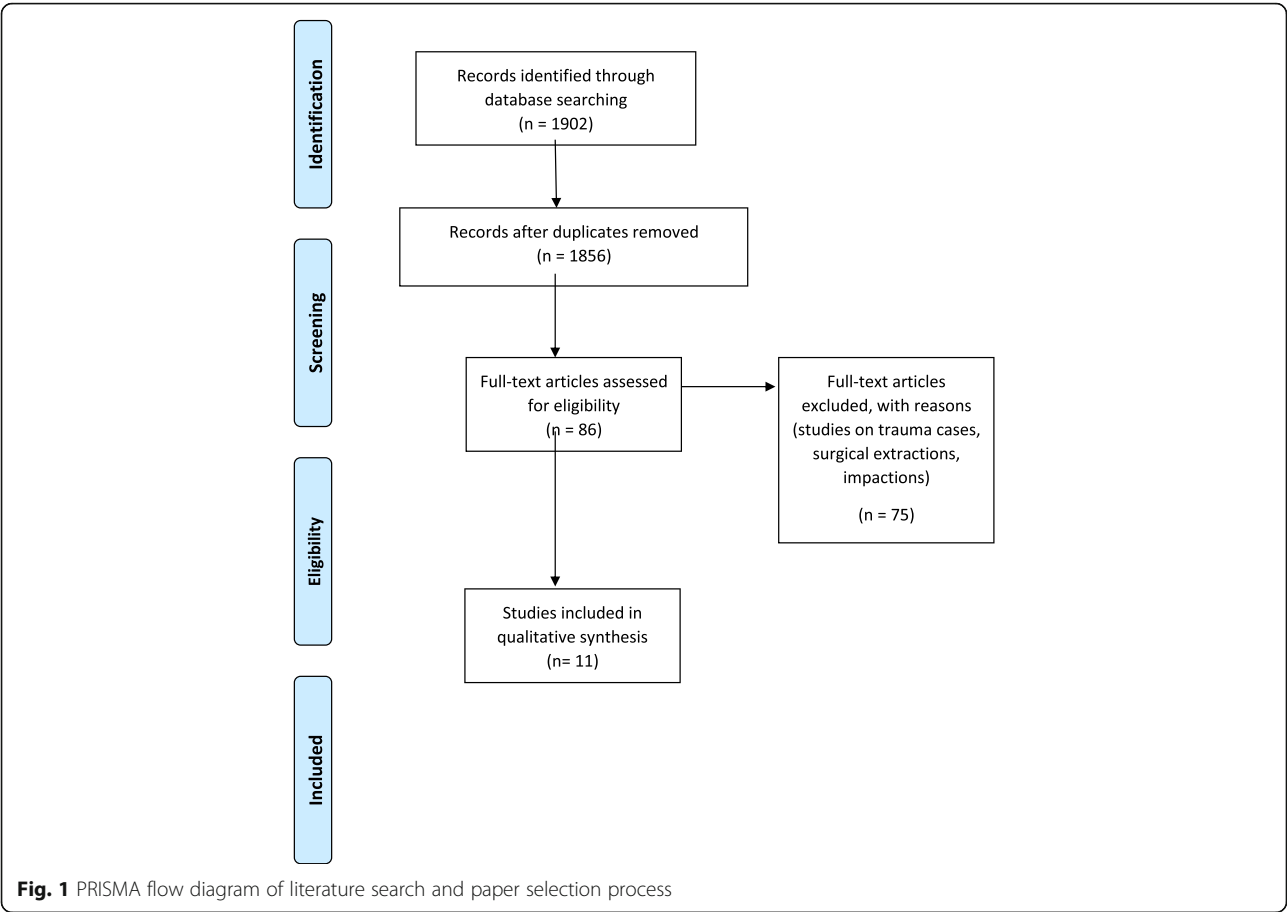 Identification
Records identified through
database searching
(n = 1902)
Records after duplicates removed
(n = 1856)
Screening
Full-text articles assessed
for eligibility
(n = 86)
Full-text articles
excluded, with reasons
(studies on trauma cases,
surgical extractions,
impactions)
(n = 75)
Eligibility
Studies included in
qualitative synthesis
(n= 11)
Included
Fig. 1 PRISMA flow diagram of literature search and paper selection process